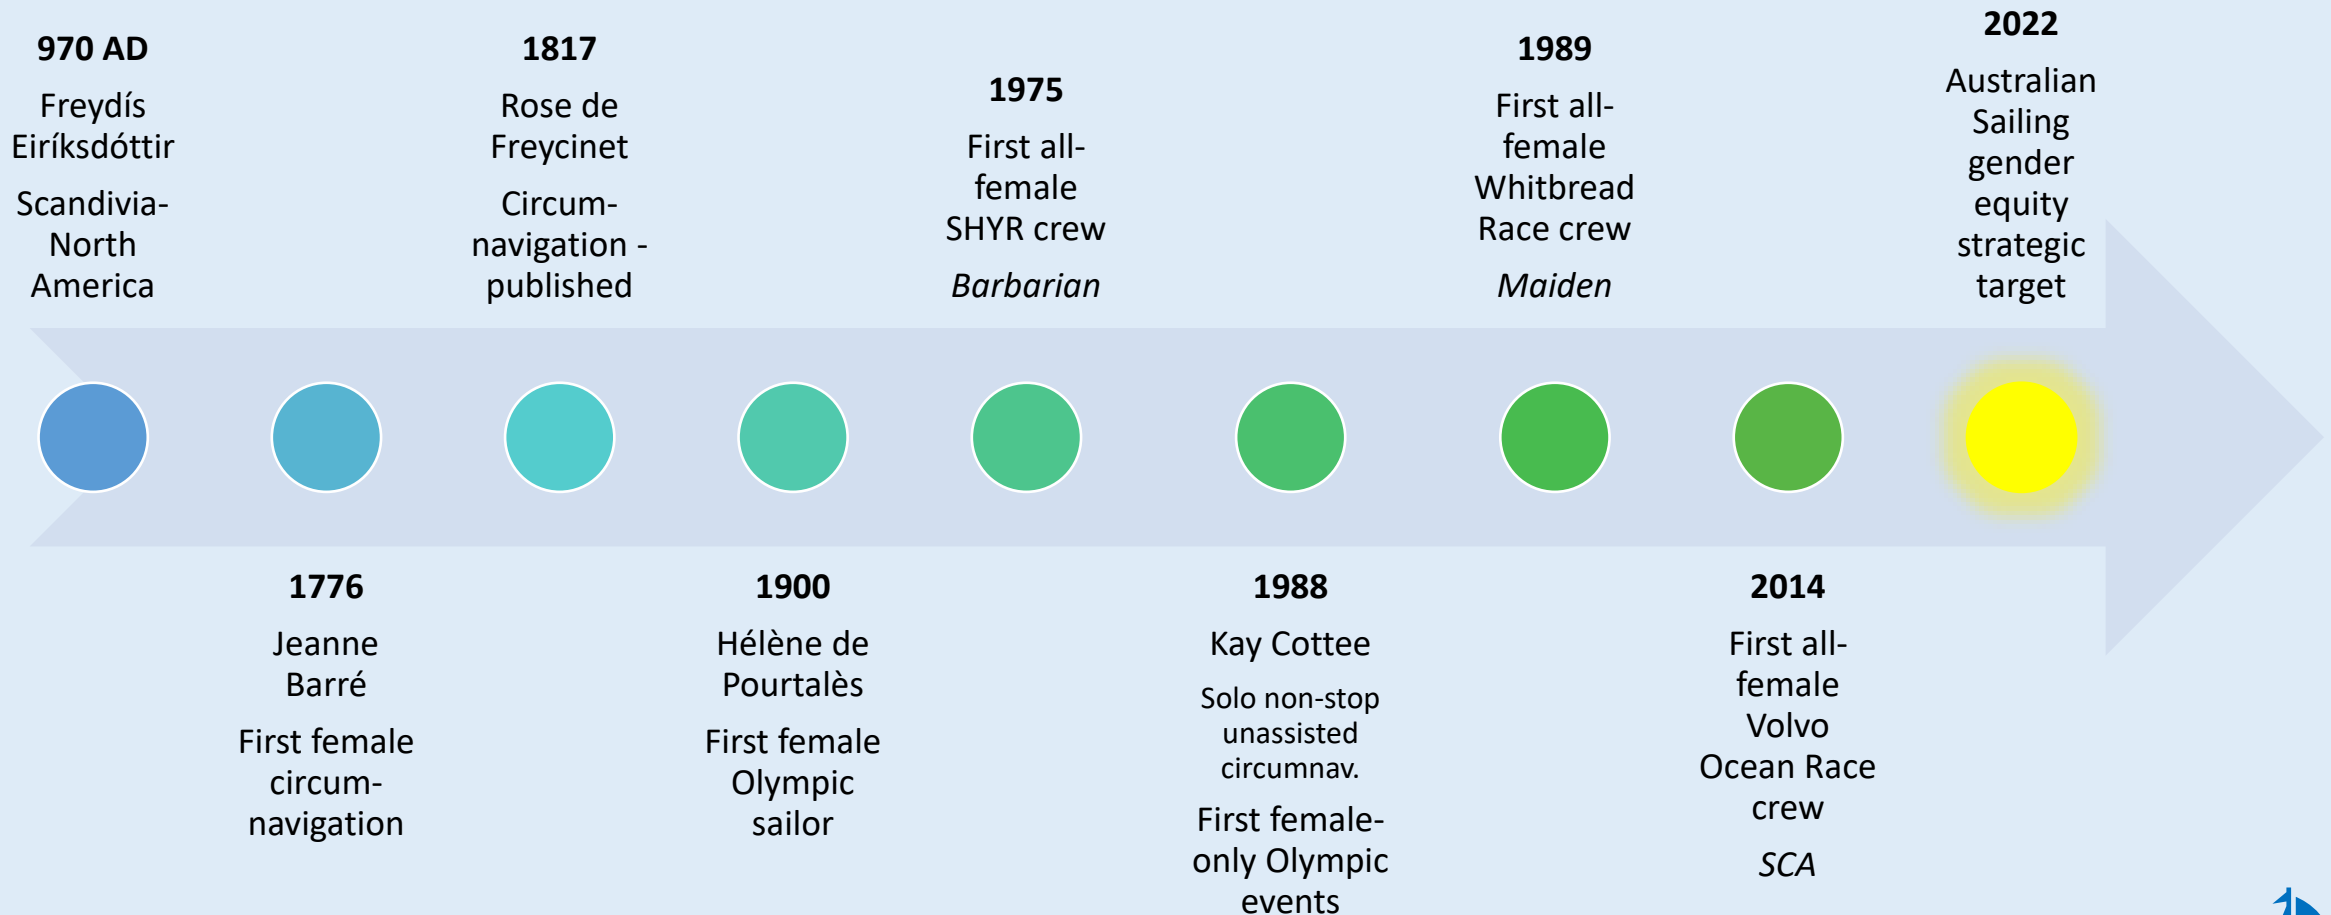 970 AD
Freydís
Eiríksdóttir
Scandivia-
North
America
1776
Jeanne
Barré
First female
circum-
navigation
1817
Rose de
Freycinet
Circum-
navigation -
published
1900
Hélène de
Pourtalès
First female
Olympic
sailor
1975
First all-
female
SHYR crew
Barbarian
1988
Kay Cottee
Solo non-stop
unassisted
circumnav.
First female-
only Olympic
events
1989
First all-
female
Whitbread
Race crew
Maiden
2014
First all-
female
Volvo
Ocean Race
crew
SCA
2022
Australian
Sailing
gender
equity
strategic
target